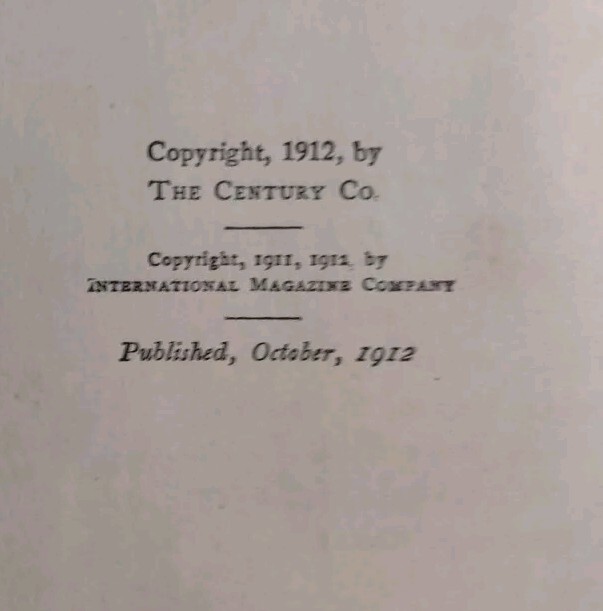 Copyright, 1912, by
THE CENTURY CO.
Copyright, 1911, 1912, by
INTERNATIONAL MAGAZINE COMPANY
Published, October, 1912